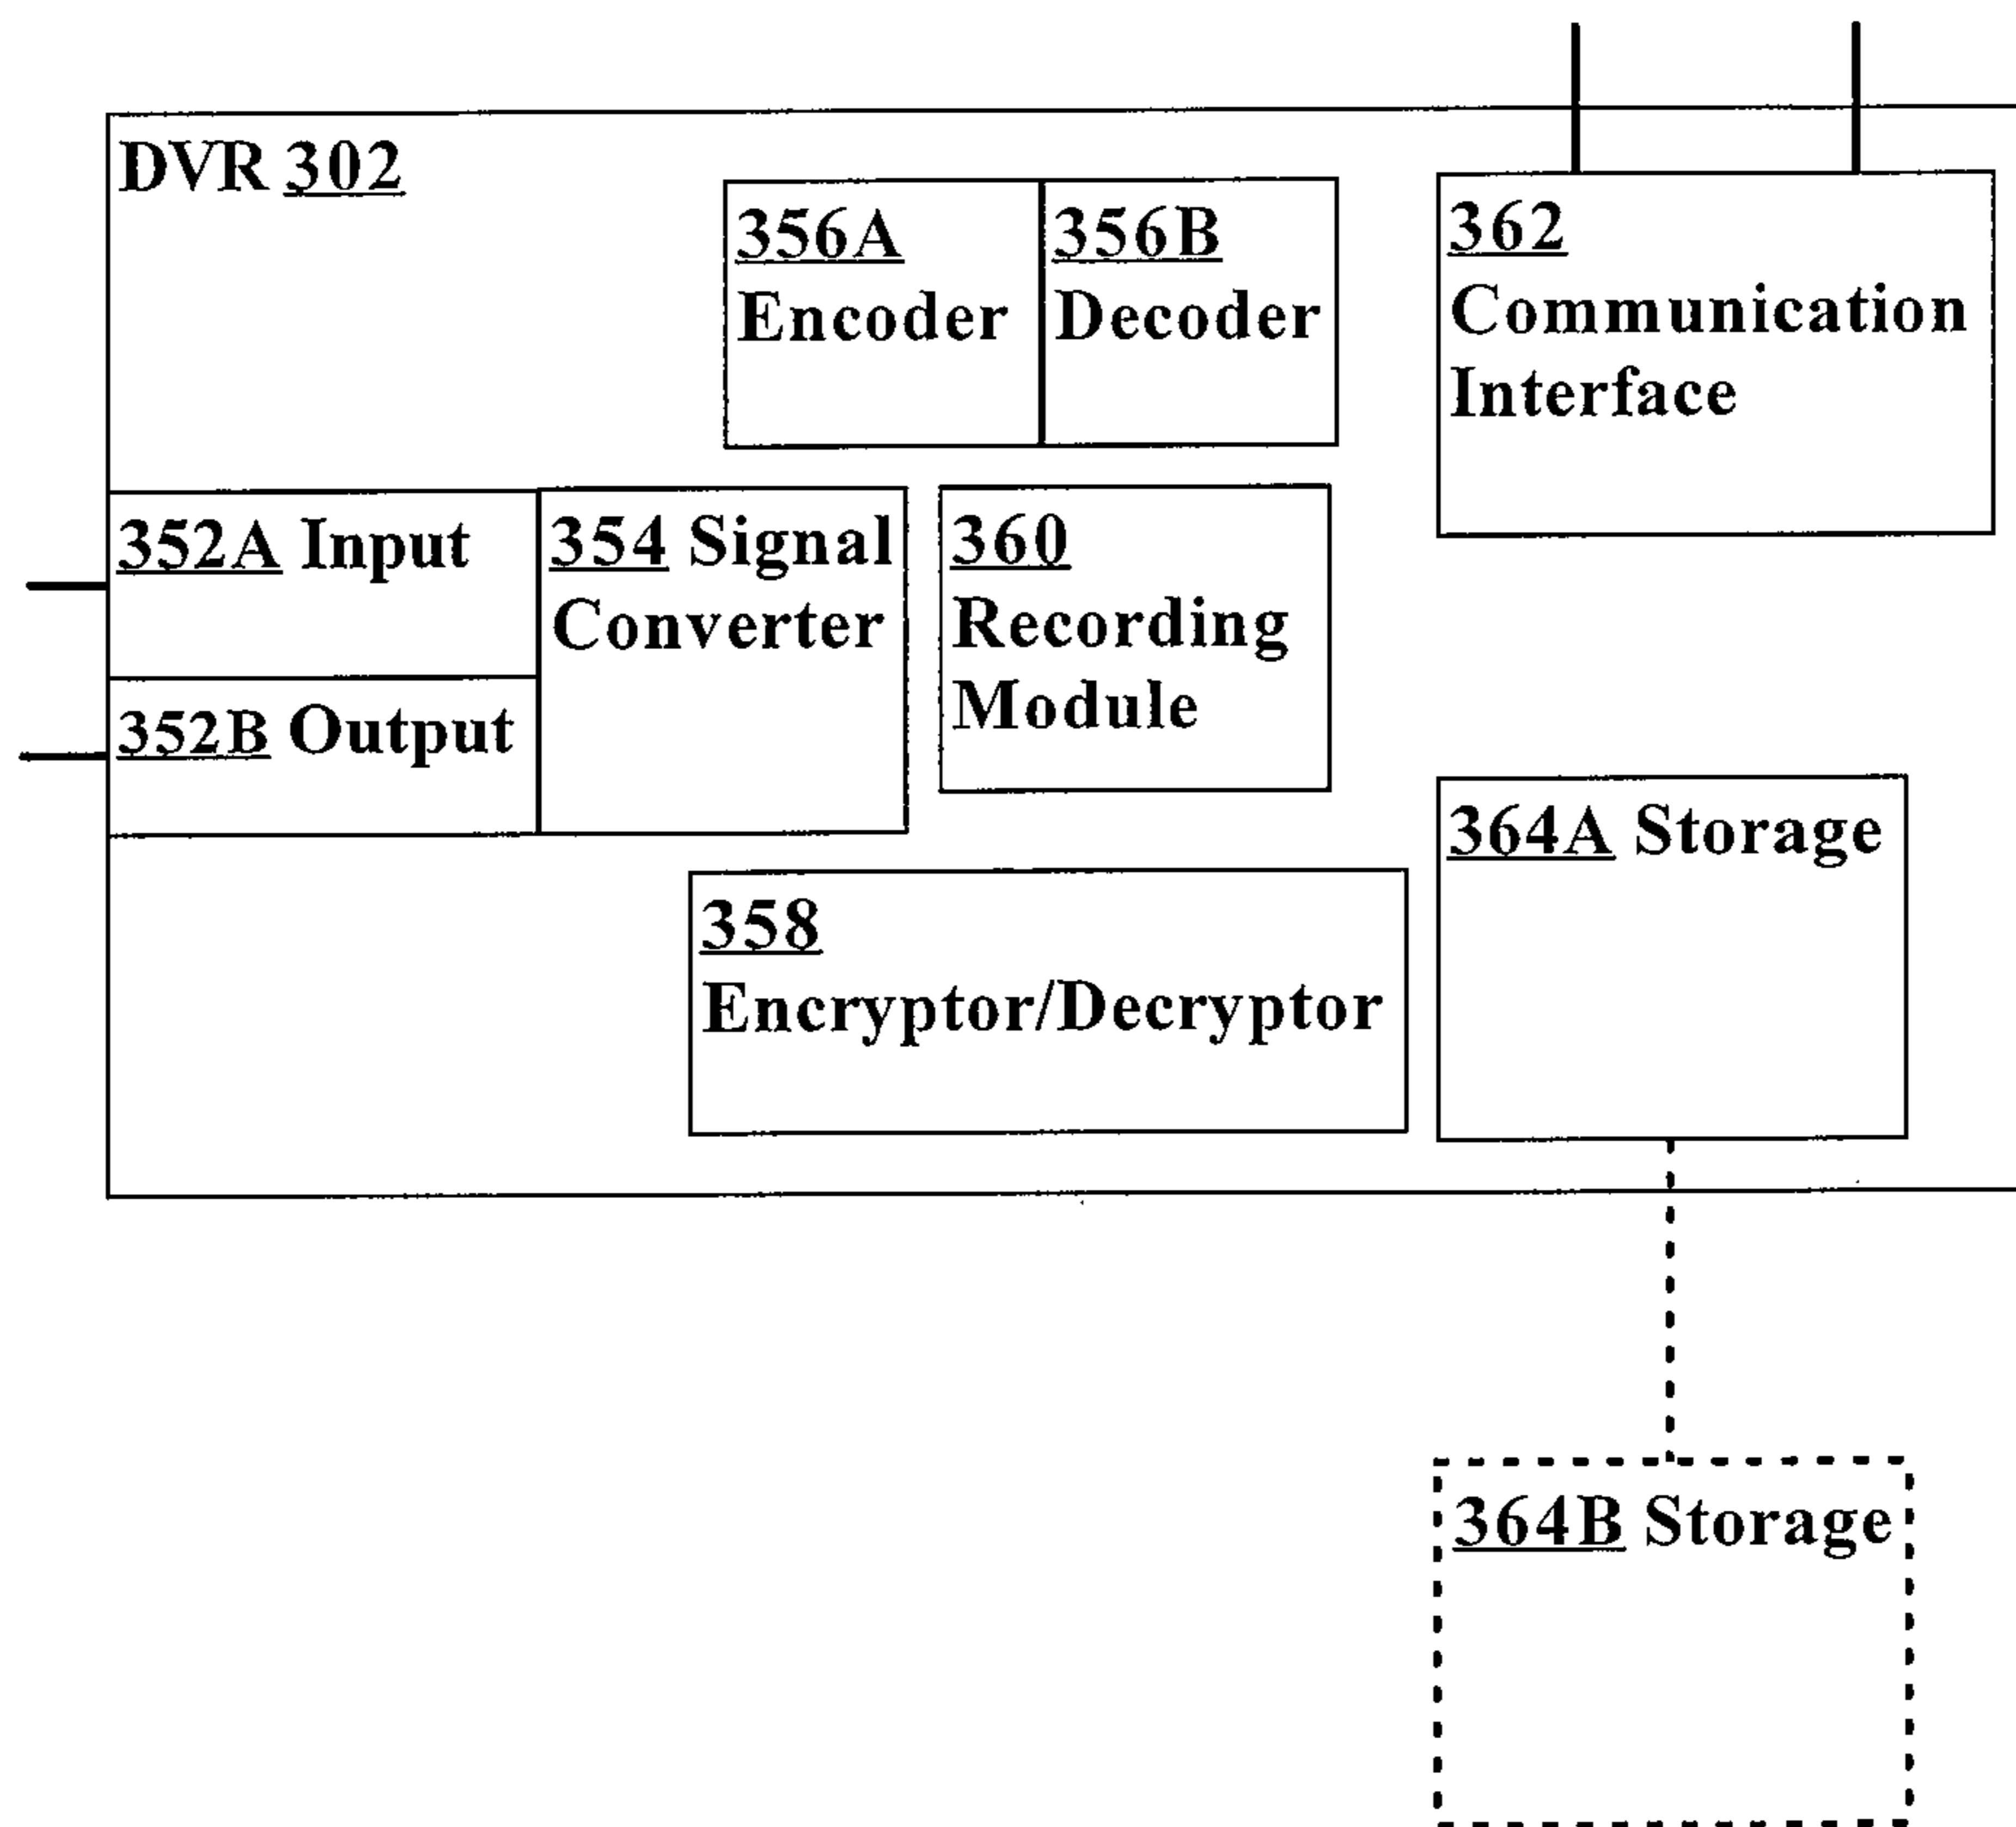 DVR 302
356A
Encoder
356B
Decoder
362
Communication
Interface
352A Input
352B Output
354 Signal
Converter
360
Recording
Module
364A Storage
358
Encryptor/Decryptor
364B Storage